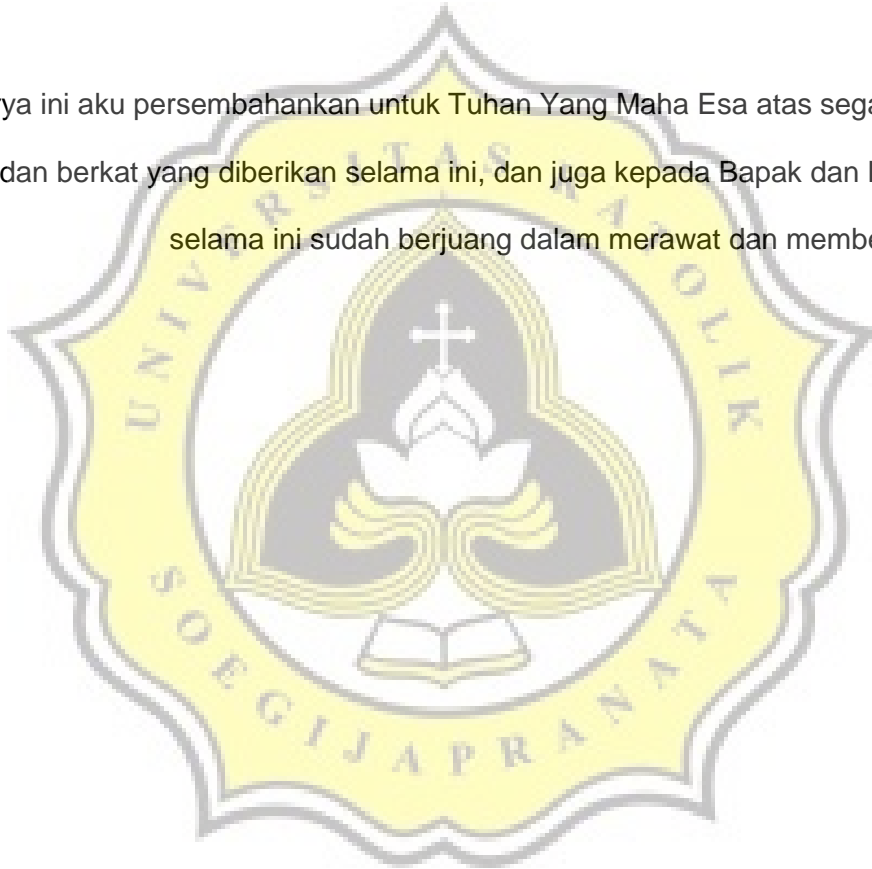 rya ini aku persembahankan untuk Tuhan Yang Maha Esa atas sega
dan berkat yang diberikan selama ini, dan juga kepada Bapak dan
selama ini sudah berjuang dalam merawat dan membe
UNIVERSITAS KATOLIK
SOEGIJAPRANATA